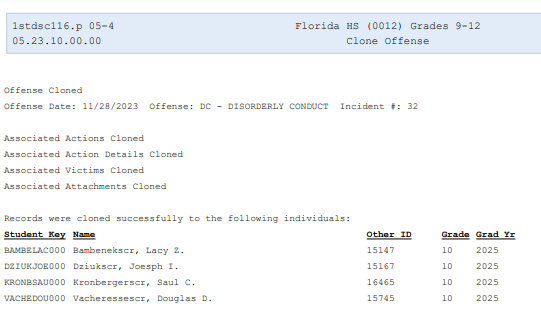 1stdsc116.p 05-4 Florida HS (0012) Grades 9-12
05.23.10.00.00 Clone Offense
Offense Cloned
Offense Date: 11/28/2023 Offense: DC - DISORDERLY CONDUCT Incident #: 32
Associated Actions Cloned
Associated Action Details Cloned
Associated Victims Cloned
Associated Attachments Cloned
Records were cloned successfully to the following individuals:
Student Key Name Other ID Grade Grad Yr
BAMBELAC000 Bambenekscr, Lacy Z. 15147 10 2025
DZIUKJOE000 Dziukscr, Joesph I. 15167 10 2025
KRONBSAU000 Kronbergerscr, Saul C. 16465 10 2025
VACHEDOU000 Vacheressescr, Douglas D. 15745 10 2025